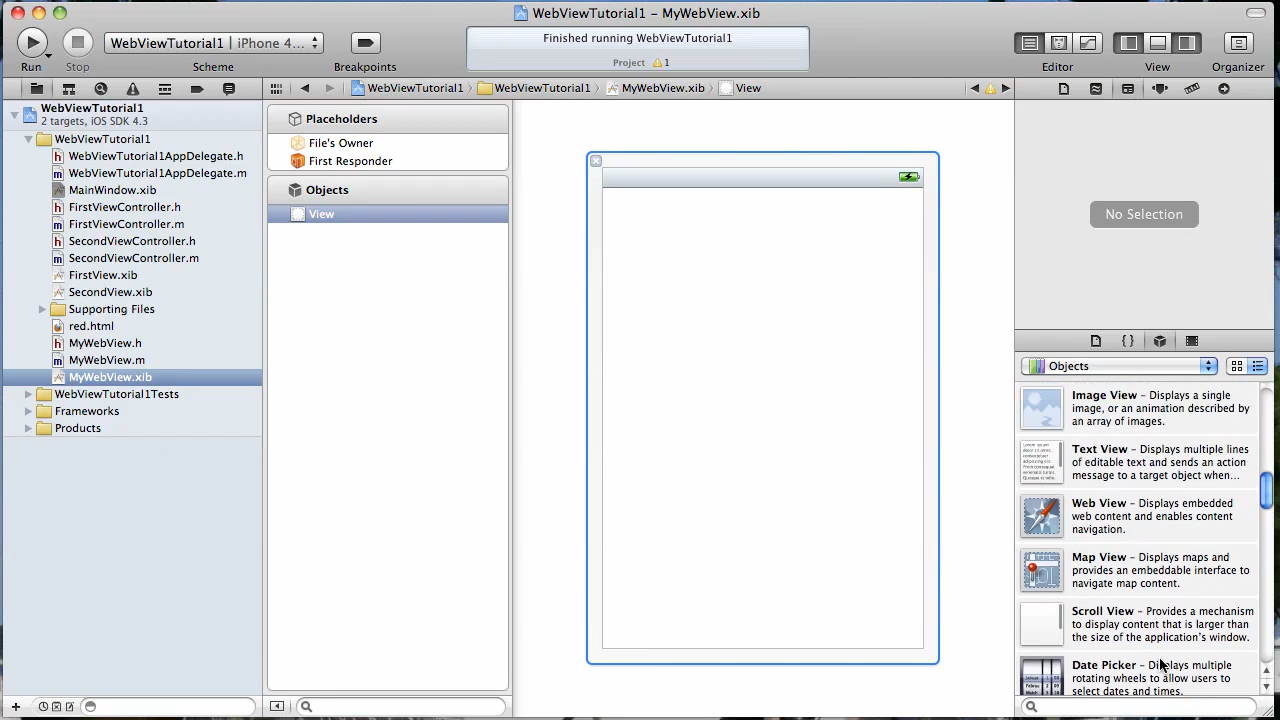 WebViewTutorial1 – MyWebView.xib
WebViewTutorial1 | iPhone 4...
Finished running WebViewTutorial1
Project 1
Run
Stop
Scheme
Breakpoints
Editor
View
Organizer
WebViewTutorial1
2 targets, iOS SDK 4.3
WebViewTutorial1
WebViewTutorial1AppDelegate.h
WebViewTutorial1AppDelegate.m
MainWindow.xib
FirstViewController.h
FirstViewController.m
SecondViewController.h
SecondViewController.m
FirstView.xib
SecondView.xib
Supporting Files
red.html
MyWebView.h
MyWebView.m
MyWebView.xib
WebViewTutorial1Tests
Frameworks
Products
WebViewTutorial1
WebViewTutorial1
MyWebView.xib
View
Placeholders
File's Owner
First Responder
Objects
View
No Selection
Objects
Image View – Displays a single
image, or an animation described by
an array of images.
Text View – Displays multiple lines
of editable text and sends an action
message to a target object when...
Web View – Displays embedded
web content and enables content
navigation.
Map View – Displays maps and
provides an embeddable interface to
navigate map content.
Scroll View – Provides a mechanism
to display content that is larger than
the size of the application's window.
Date Picker – Displays multiple
rotating wheels to allow users to
select dates and times.